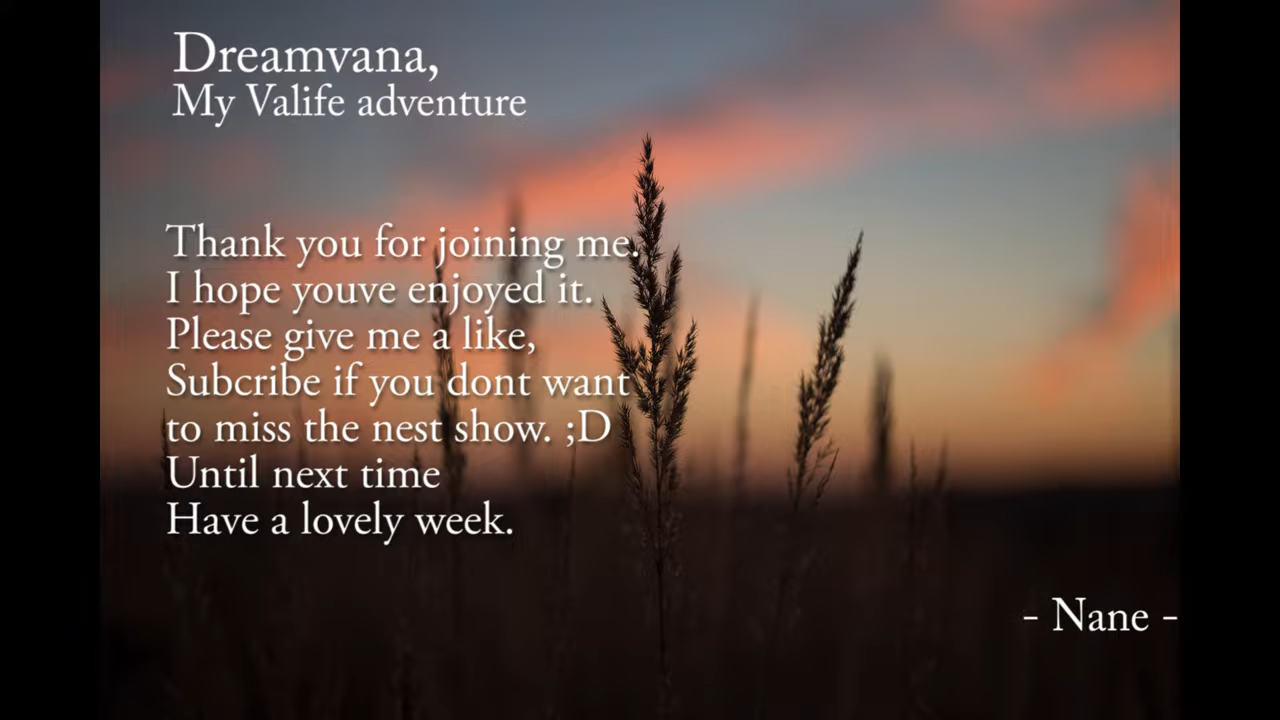 Dreamvana,
My Valife adventure
Thank you for joining me.
I hope youve enjoyed it.
Please give me a like,
Subcribe if you dont want
to miss the nest show. ;D
Until next time
Have a lovely week.
- Nane -